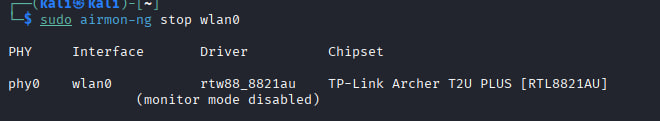 ┌──(kali㉿kali)-[~]
└─$ sudo airmon-ng stop wlan0
PHY Interface Driver Chipset
phy0 wlan0 rtw88_8821au TP-Link Archer T2U PLUS [RTL8821AU]
(monitor mode disabled)